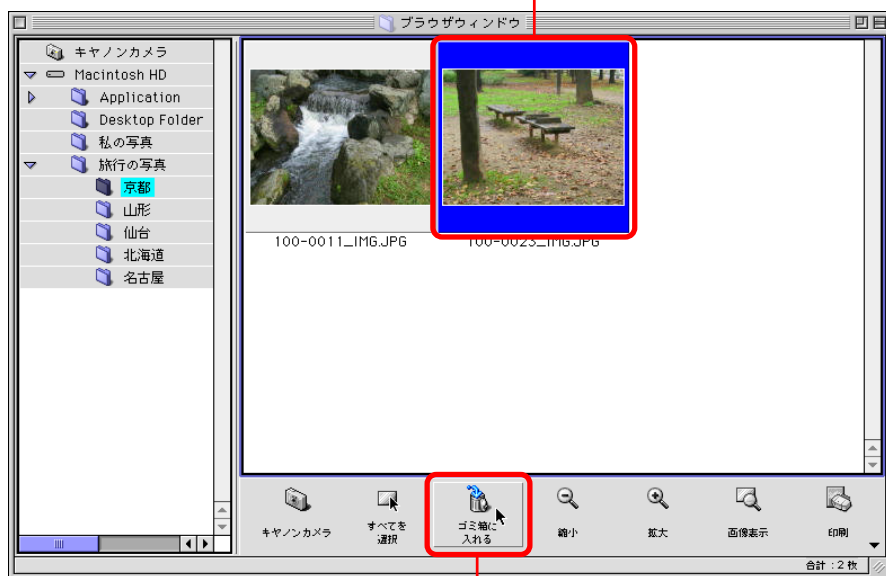 ブラウザウィンドウ
キヤノンカメラ
Macintosh HD
Application
Desktop Folder
私の写真
旅行の写真
京都
山形
仙台
北海道
名古屋
100-0011_IMG.JPG
100-0023_IMG.JPG
キヤノンカメラ
すべてを
選択
ゴミ箱に
入れる
縮小
拡大
画像表示
印刷
合計:2枚